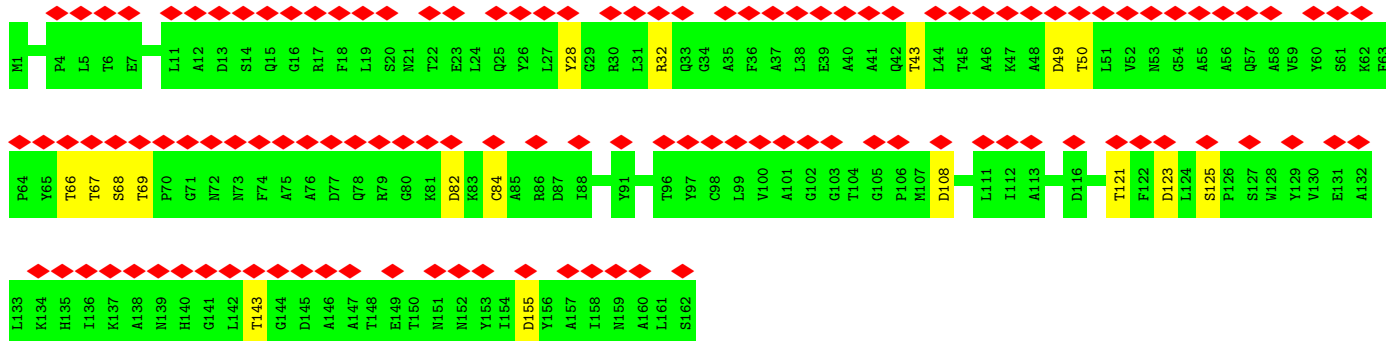 M1 P4 L5 T6 E7 L11 A12 D13 S14 Q15 G16 R17 F18 L19 S20 N21 T22 E23 L24 Q25 Y26 L27 Y28 G29 R30 L31 R32 Q33 G34 A35 F36 A37 L38 E39 A40 A41 Q42 T43 L44 T45 A46 K47 A48 D49 T50 L51 V52 N53 G54 A55 A56 Q57 A58 V59 Y60 S61 K62 F63
P64 Y65 T66 T67 S68 T69 P70 G71 N72 N73 F74 A75 A76 D77 Q78 R79 G80 K81 D82 K83 C84 A85 R86 D87 I88 Y91 T96 Y97 C98 L99 V100 A101 G102 G103 T104 G105 P106 M107 D108 L111 I112 A113 D116 T121 F122 D123 L124 S125 P126 S127 W128 Y129 V130 E131 A132
L133 K134 H135 I136 K137 A138 N139 H140 G141 L142 T143 G144 D145 A146 A147 T148 E149 T150 N151 N152 Y153 I154 D155 Y156 A157 I158 N159 A160 L161 S162